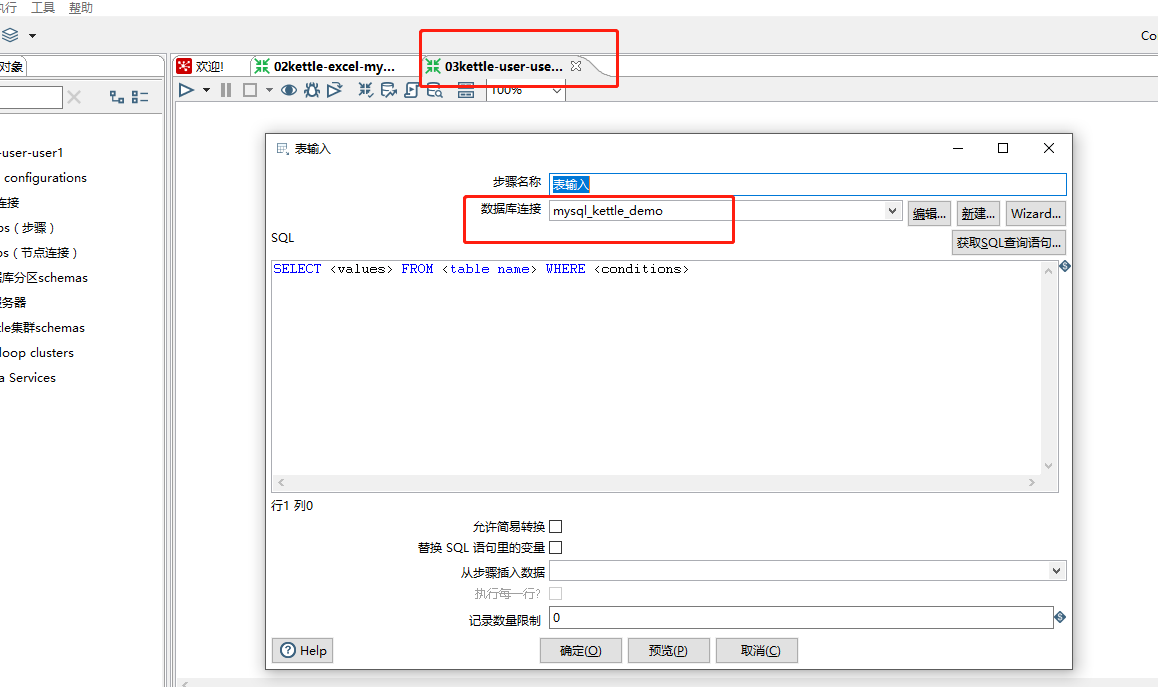 执行 工具 帮助
Co
对象
欢迎!
02kettle-excel-my...
03kettle-user-use...
100%
-user-user1
configurations
连接
ps（步骤）
ps（节点连接）
据库分区schemas
服务器
tle集群schemas
loop clusters
a Services
表输入
步骤名称 表输入
数据库连接 mysql_kettle_demo 编辑... 新建... Wizard...
SQL 获取SQL查询语句...
SELECT <values> FROM <table name> WHERE <conditions>
行1 列0
允许简易转换
替换 SQL 语句里的变量
从步骤插入数据
执行每一行?
记录数量限制 0
Help 确定(O) 预览(P) 取消(C)